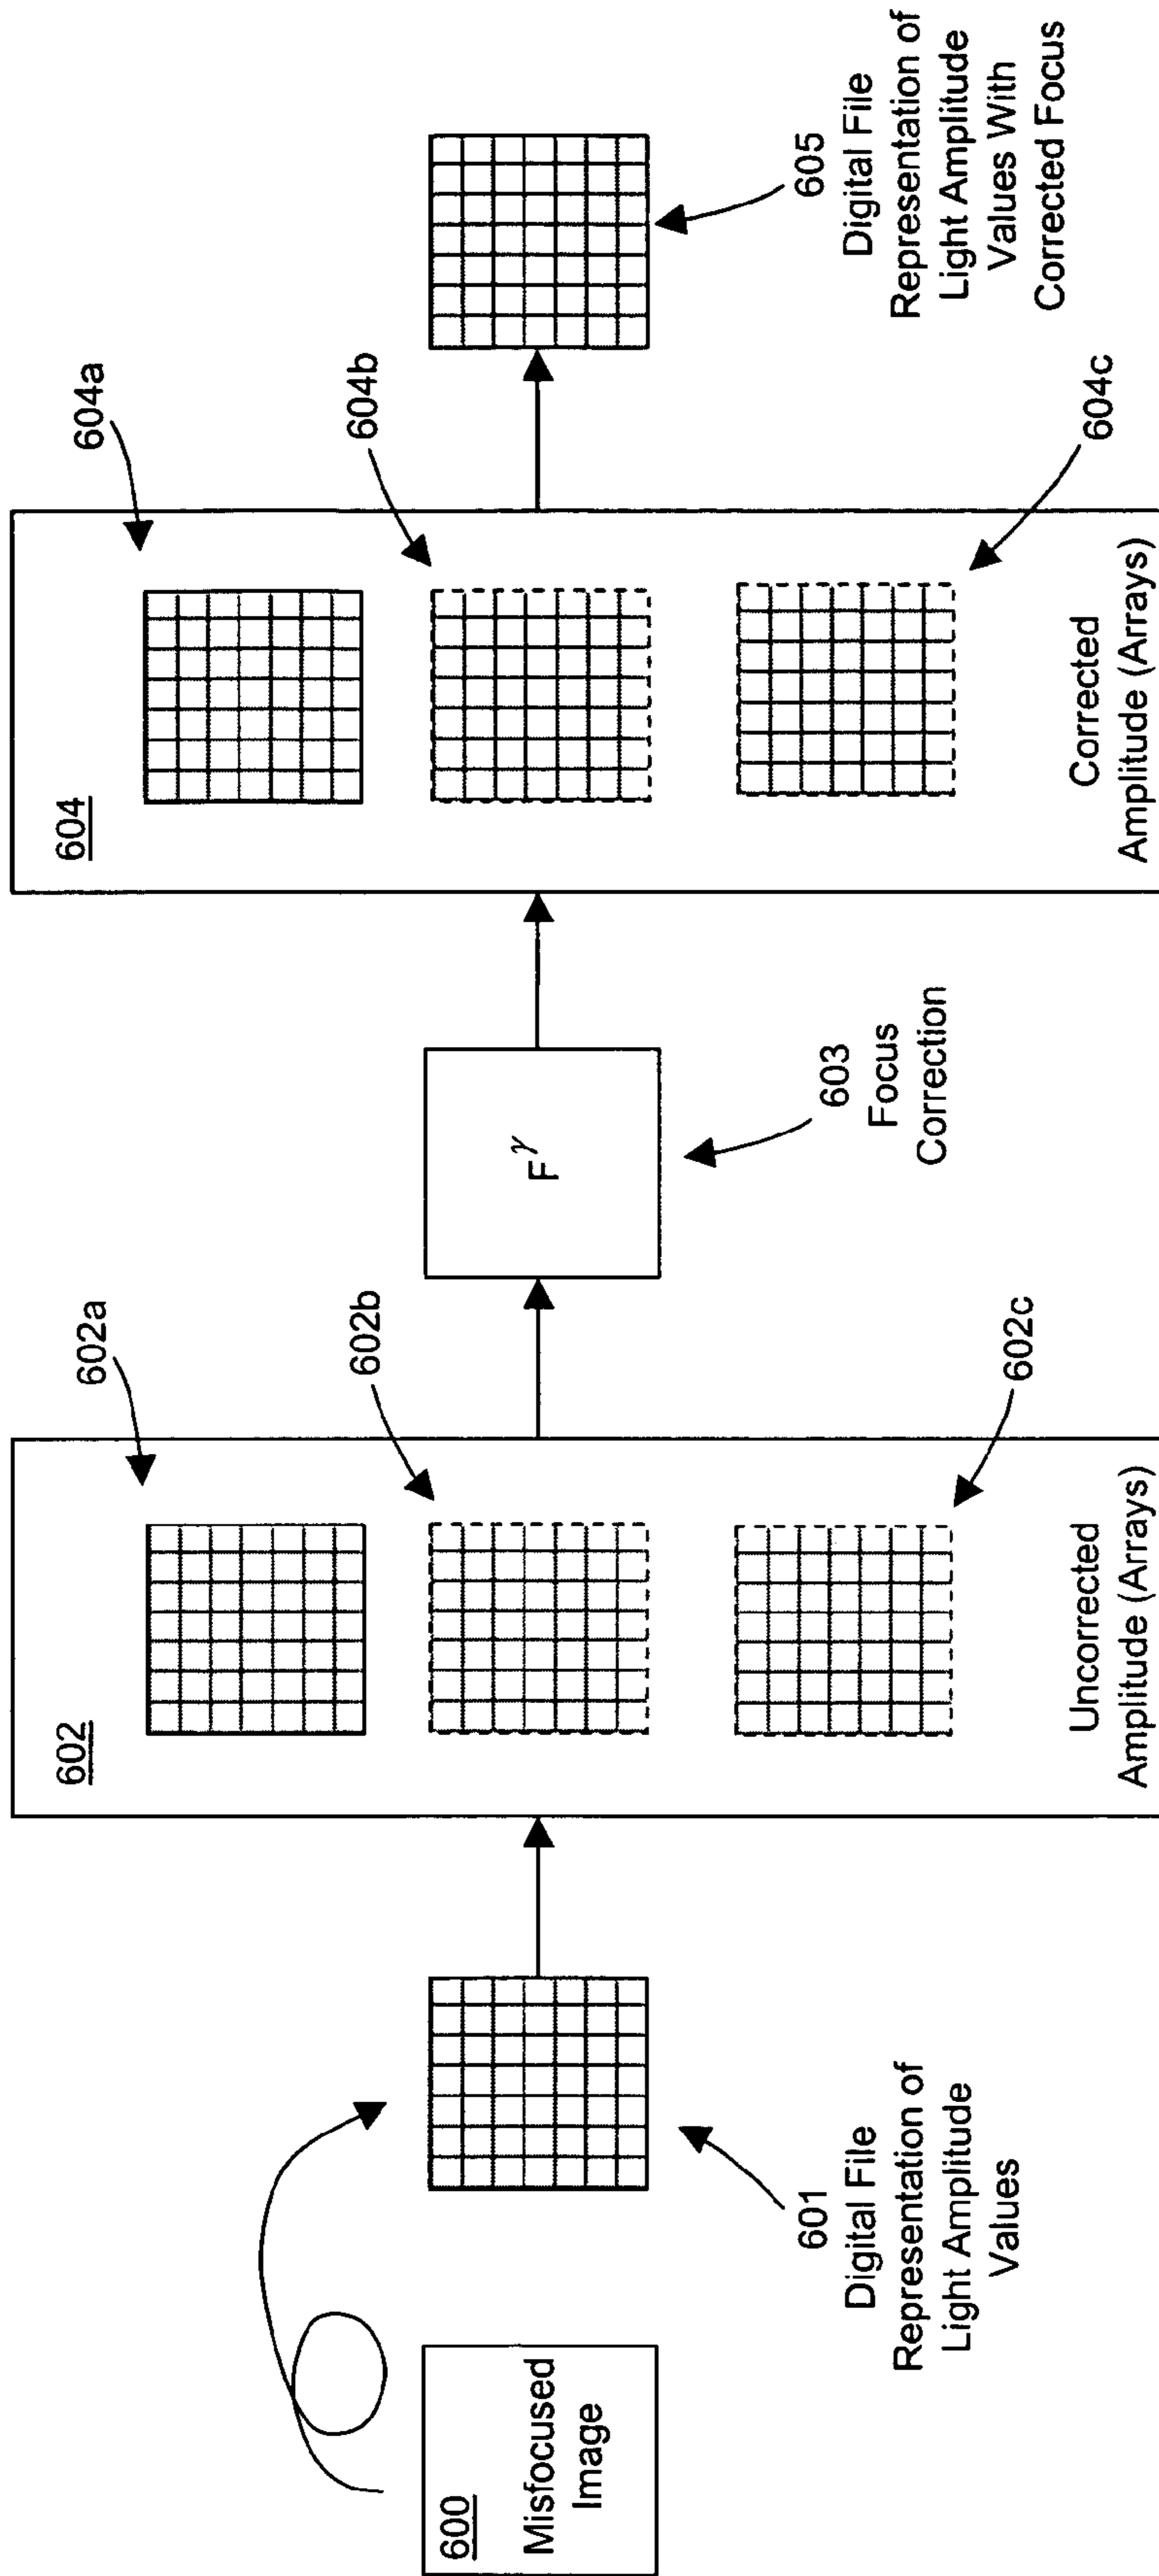 600
Misfocused
Image
601
Digital File
Representation of
Light Amplitude
Values
602
602a
602b
602c
Uncorrected
Amplitude (Arrays)
F^γ
603
Focus
Correction
604
604a
604b
604c
Corrected
Amplitude (Arrays)
605
Digital File
Representation of
Light Amplitude
Values With
Corrected Focus